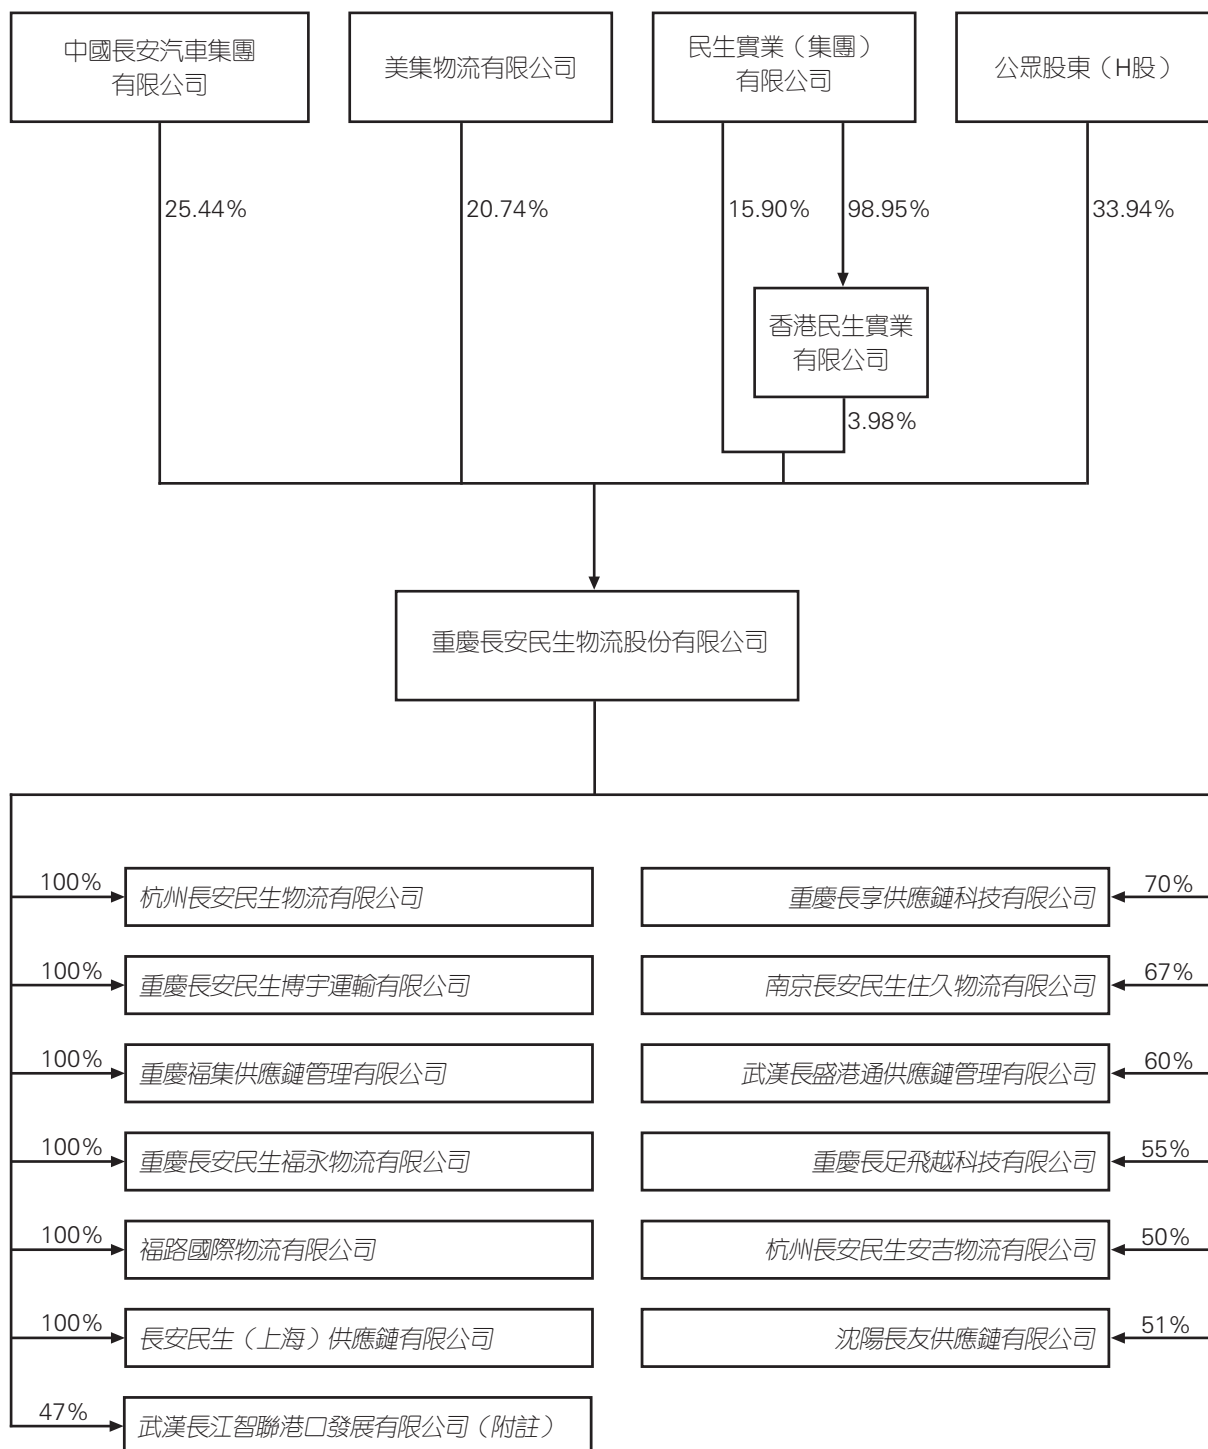 中國長安汽車集團
有限公司
美集物流有限公司
民生實業（集團）
有限公司
公眾股東（H股）
25.44%
20.74%
15.90%
98.95%
33.94%
香港民生實業
有限公司
3.98%
重慶長安民生物流股份有限公司
100%
杭州長安民生物流有限公司
重慶長享供應鏈科技有限公司
70%
100%
重慶長安民生博宇運輸有限公司
南京長安民生住久物流有限公司
67%
100%
重慶福集供應鏈管理有限公司
武漢長盛港通供應鏈管理有限公司
60%
100%
重慶長安民生福永物流有限公司
重慶長足飛越科技有限公司
55%
100%
福路國際物流有限公司
杭州長安民生安吉物流有限公司
50%
100%
長安民生（上海）供應鏈有限公司
沈陽長友供應鏈有限公司
51%
47%
武漢長江智聯港口發展有限公司（附註）